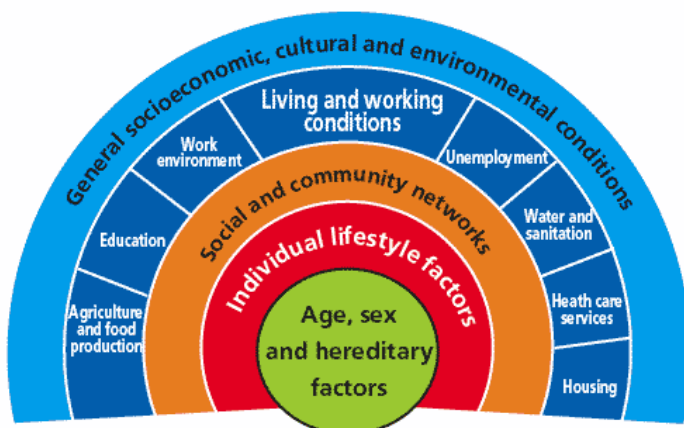 General socioeconomic, cultural and environmental conditions
Living and working
conditions
Work
environment
Unemployment
Education
Water and
sanitation
Agriculture
and food
production
Heath care
services
Housing
Social and community networks
Individual lifestyle factors
Age, sex
and hereditary
factors